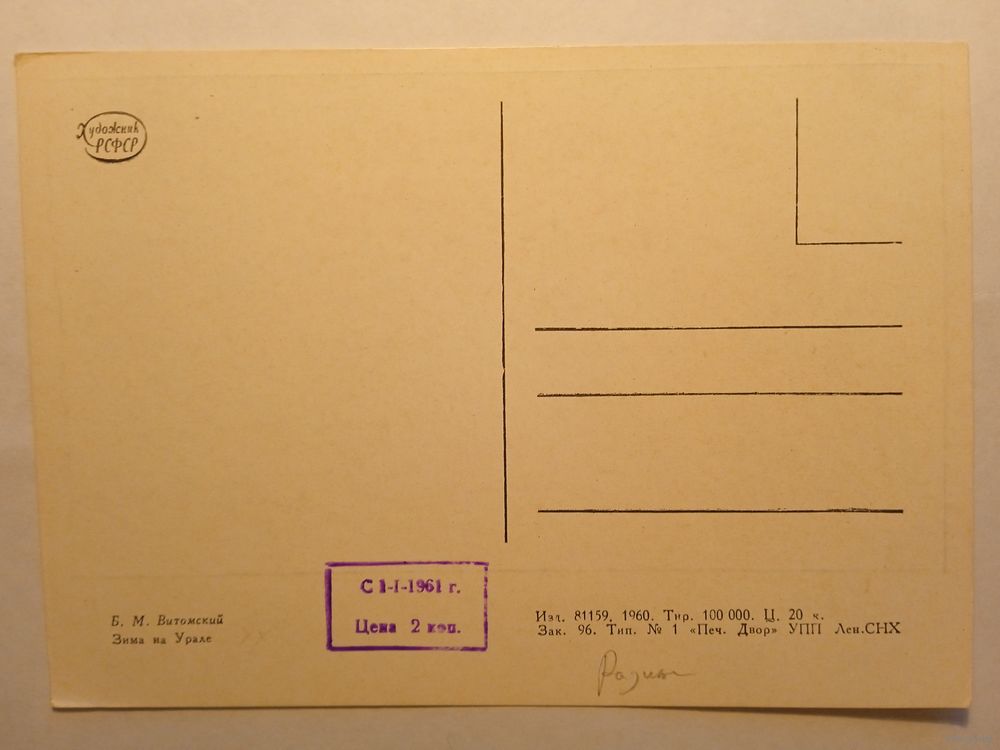 Художник
РСФСР
Б. М. Витомский
Зима на Урале
С 1-I-1961 г.
Цена 2 коп.
Изд. 81159. 1960. Тир. 100 000. Ц. 20 к.
Зак. 96. Тип. № 1 «Печ. Двор» УПП Лен.СНХ